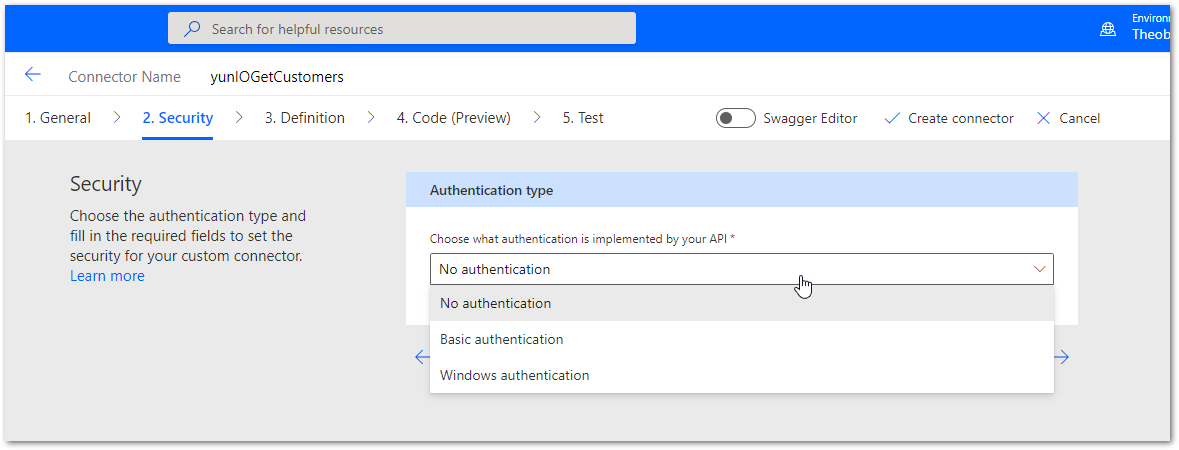 Search for helpful resources
Environ
Theob
Connector Name yunIOGetCustomers
1. General 2. Security 3. Definition 4. Code (Preview) 5. Test Swagger Editor Create connector Cancel
Security
Choose the authentication type and
fill in the required fields to set the
security for your custom connector.
Learn more
Authentication type
Choose what authentication is implemented by your API *
No authentication
No authentication
Basic authentication
Windows authentication